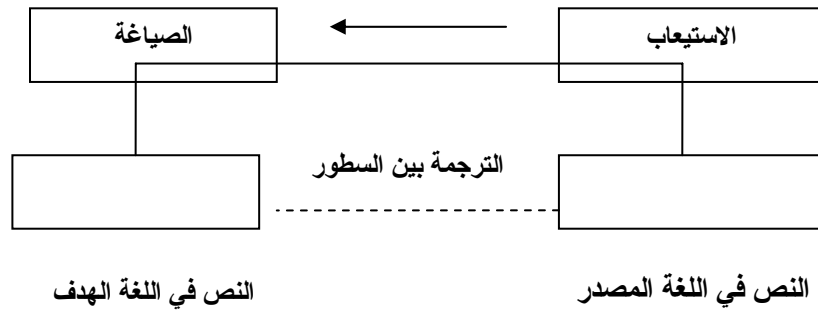 الاستيعاب
الصياغة
الترجمة بين السطور
النص في اللغة المصدر
النص في اللغة الهدف